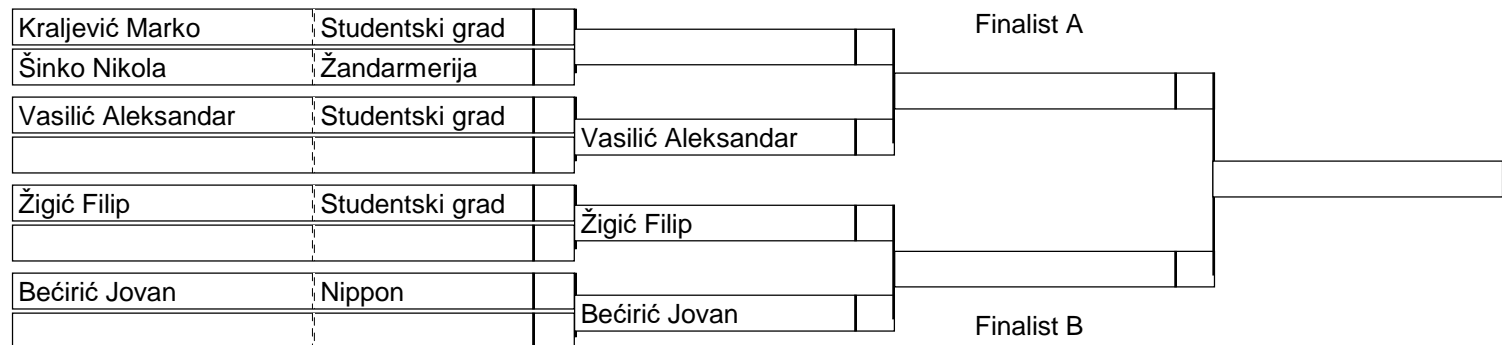 Kraljević Marko Studentski grad
Šinko Nikola Žandarmerija
Vasilić Aleksandar Studentski grad
Žigić Filip Studentski grad
Bećirić Jovan Nippon
Vasilić Aleksandar
Žigić Filip
Bećirić Jovan
Finalist A
Finalist B